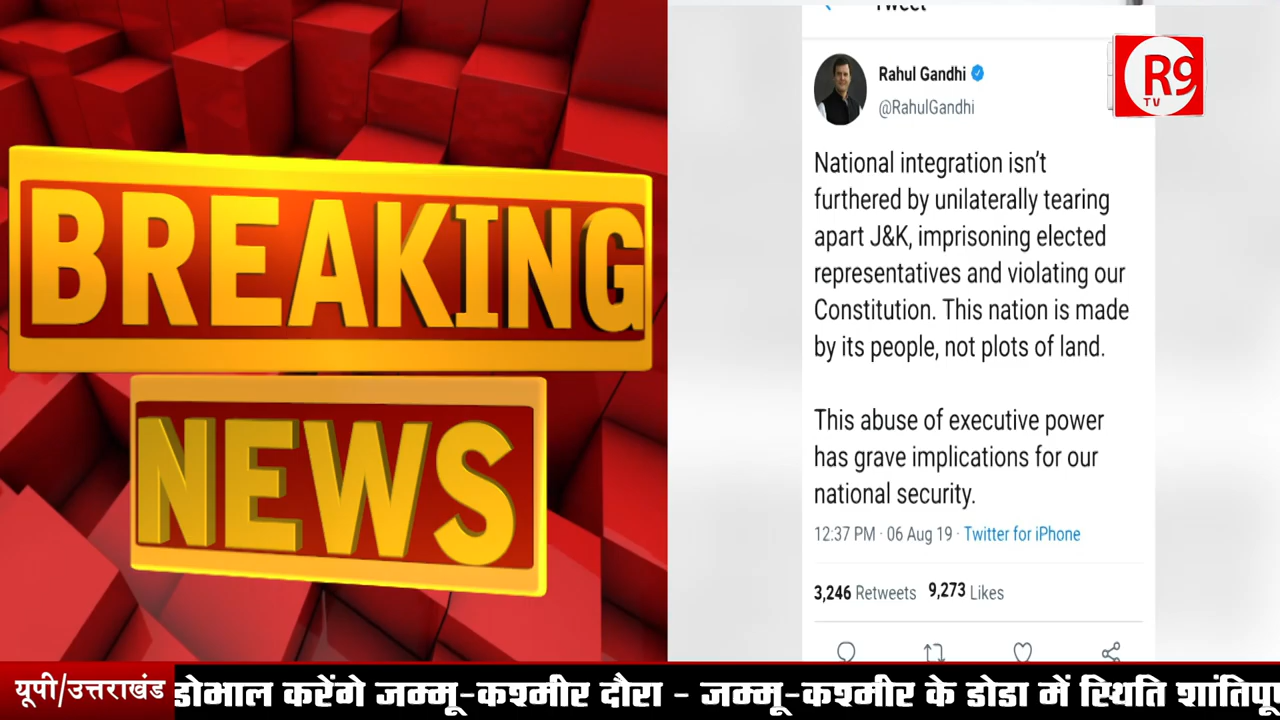 BREAKING
NEWS
Tweet
R9
TV
Rahul Gandhi
@RahulGandhi
National integration isn't
furthered by unilaterally tearing
apart J&K, imprisoning elected
representatives and violating our
Constitution. This nation is made
by its people, not plots of land.
This abuse of executive power
has grave implications for our
national security.
12:37 PM · 06 Aug 19 · Twitter for iPhone
3,246 Retweets 9,273 Likes
यूपी/उत्तराखंड
डोभाल करेंगे जम्मू-कश्मीर दौरा - जम्मू-कश्मीर के डोडा में स्थिति